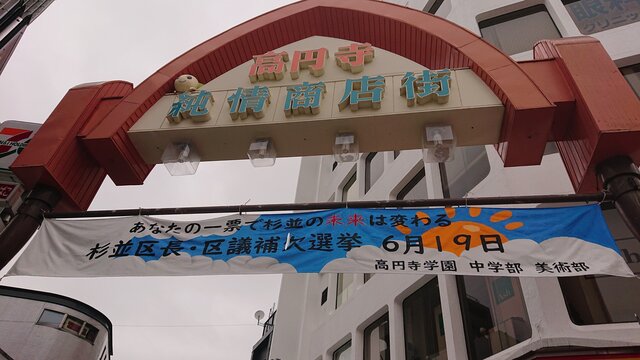 高円寺
純情商店街
あなたの一票で杉並の未来は変わる
杉並区長・区議補欠選挙 6月19日
高円寺学園 中学部 美術部